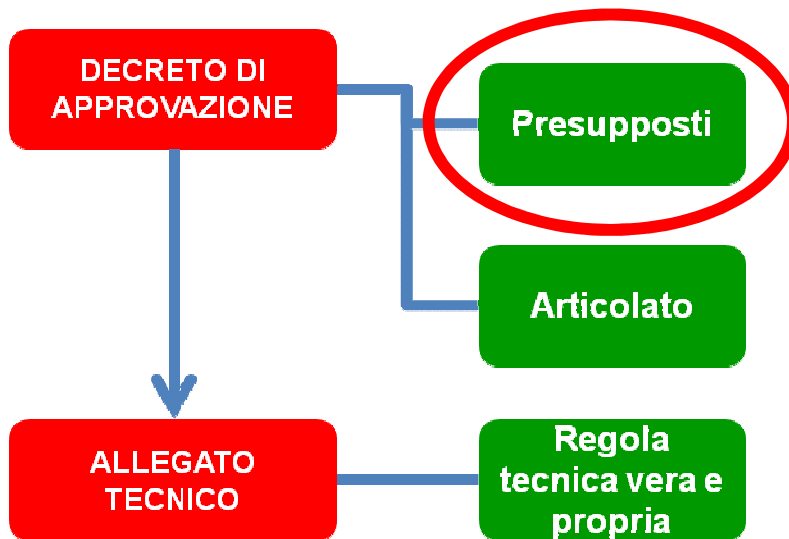 DECRETO DI
APPROVAZIONE
Presupposti
Articolato
ALLEGATO
TECNICO
Regola
tecnica vera e
propria